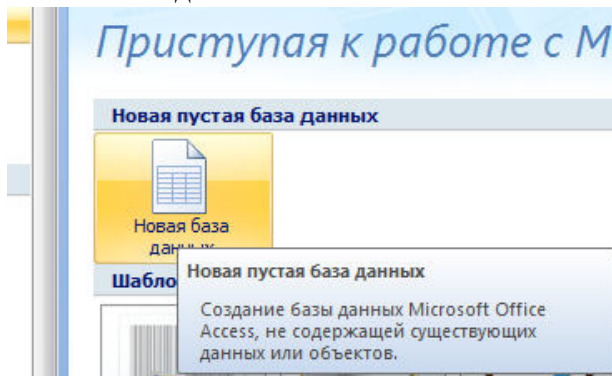 Приступая к работе с M
Новая пустая база данных
Новая база
данных
Шабло
Новая пустая база данных
Создание базы данных Microsoft Office
Access, не содержащей существующих
данных или объектов.